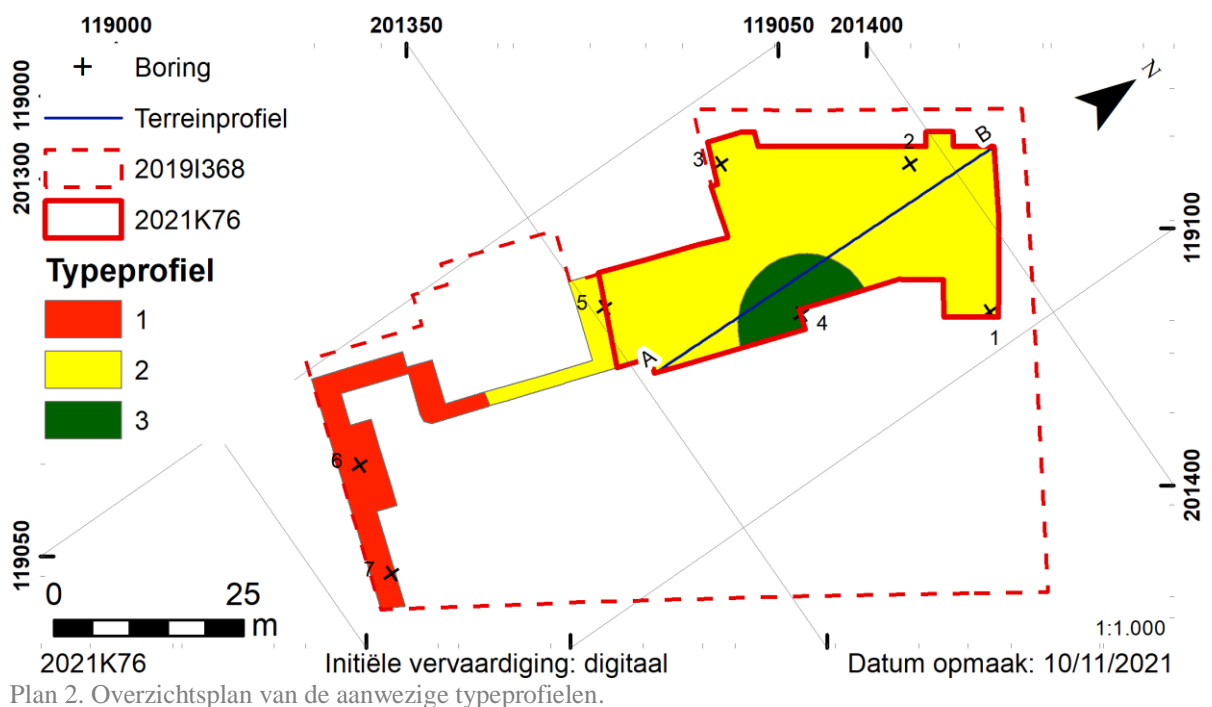 119000
201350
119050
201400
N
119000
201300
Boring
Terreinprofiel
2019I368
2021K76
Typeprofiel
1
2
3
3
2
B
5
A
4
1
6
7
119100
201400
119050
0
25
m
1:1.000
2021K76
Initiële vervaardiging: digitaal
Datum opmaak: 10/11/2021
Plan 2. Overzichtsplan van de aanwezige typeprofielen.